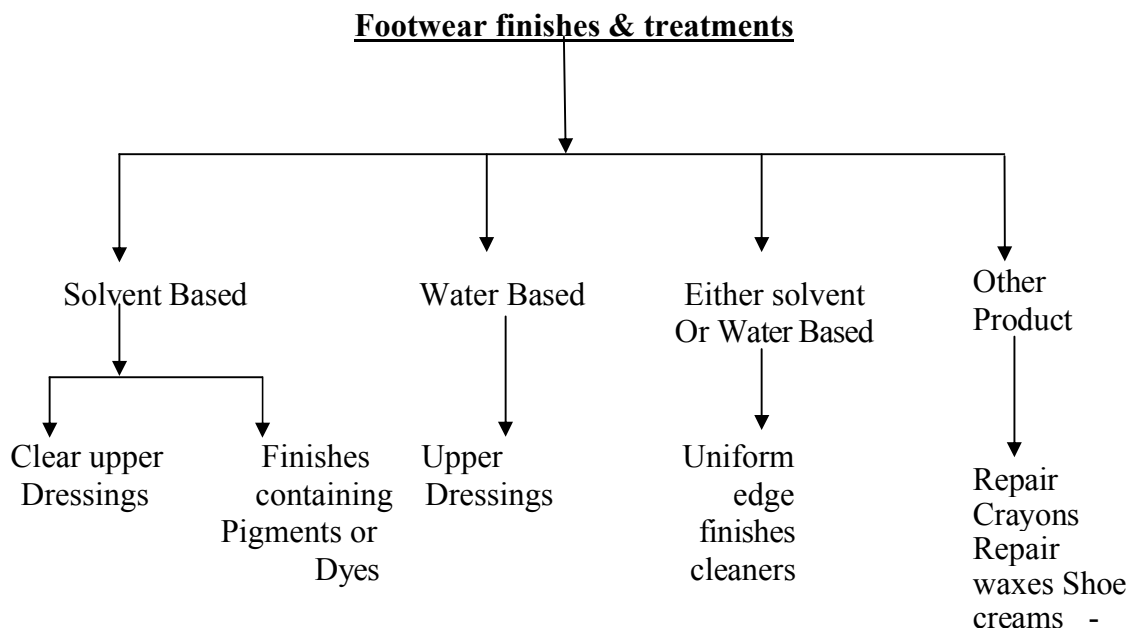 Footwear finishes & treatments
Solvent Based
Water Based
Either solvent
Or Water Based
Other
Product
Clear upper
Dressings
Finishes
containing
Pigments or
Dyes
Upper
Dressings
Uniform
edge
finishes
cleaners
Repair
Crayons
Repair
waxes Shoe
creams -